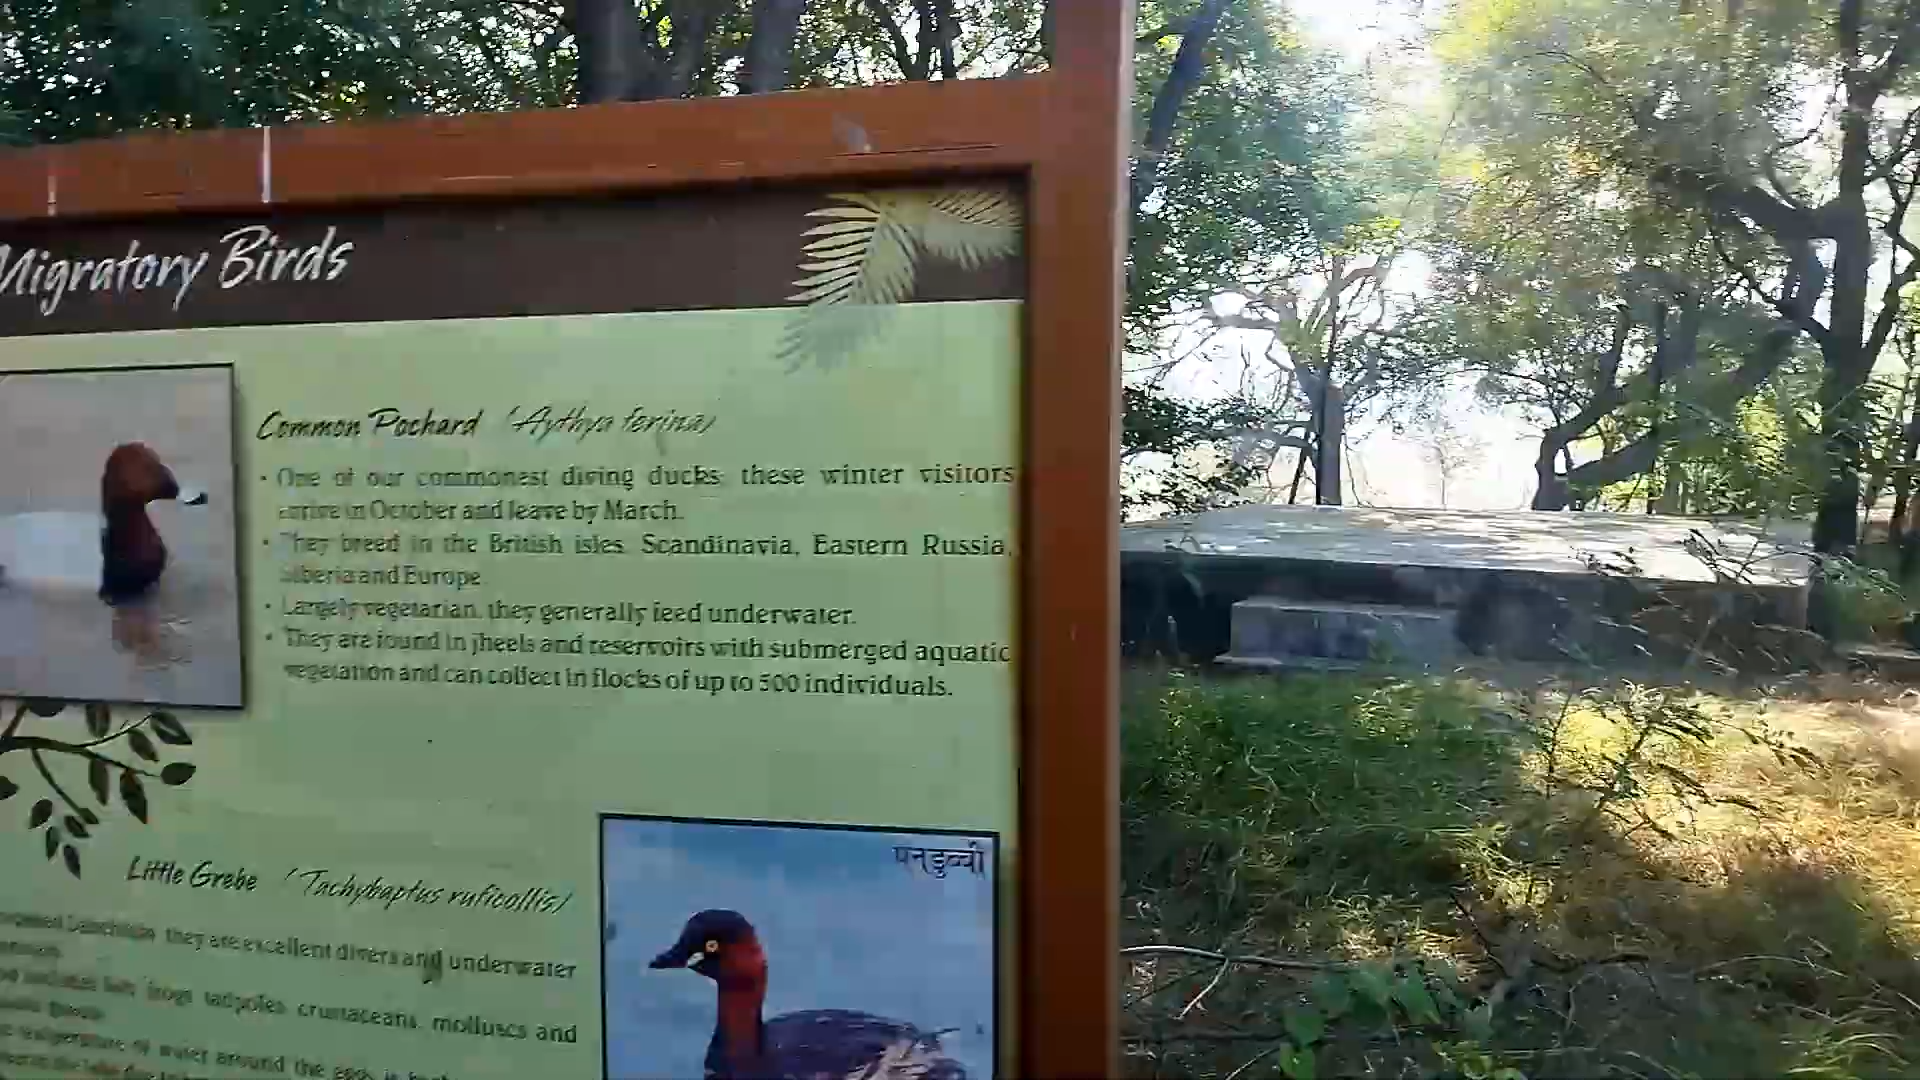 Migratory Birds
Common Pochard (Aythya ferina)
• One of our commonest diving ducks; these winter visitors
arrive in October and leave by March.
• They breed in the British isles, Scandinavia, Eastern Russia,
Siberia and Europe.
• Largely vegetarian, they generally feed underwater.
• They are found in jheels and reservoirs with submerged aquatic
vegetation and can collect in flocks of up to 500 individuals.
पनडुब्बी
Little Grebe (Tachybaptus ruficollis)
they are excellent divers and underwater
frogs tadpoles, crustaceans, molluscs and
temperature of water around the eggs is